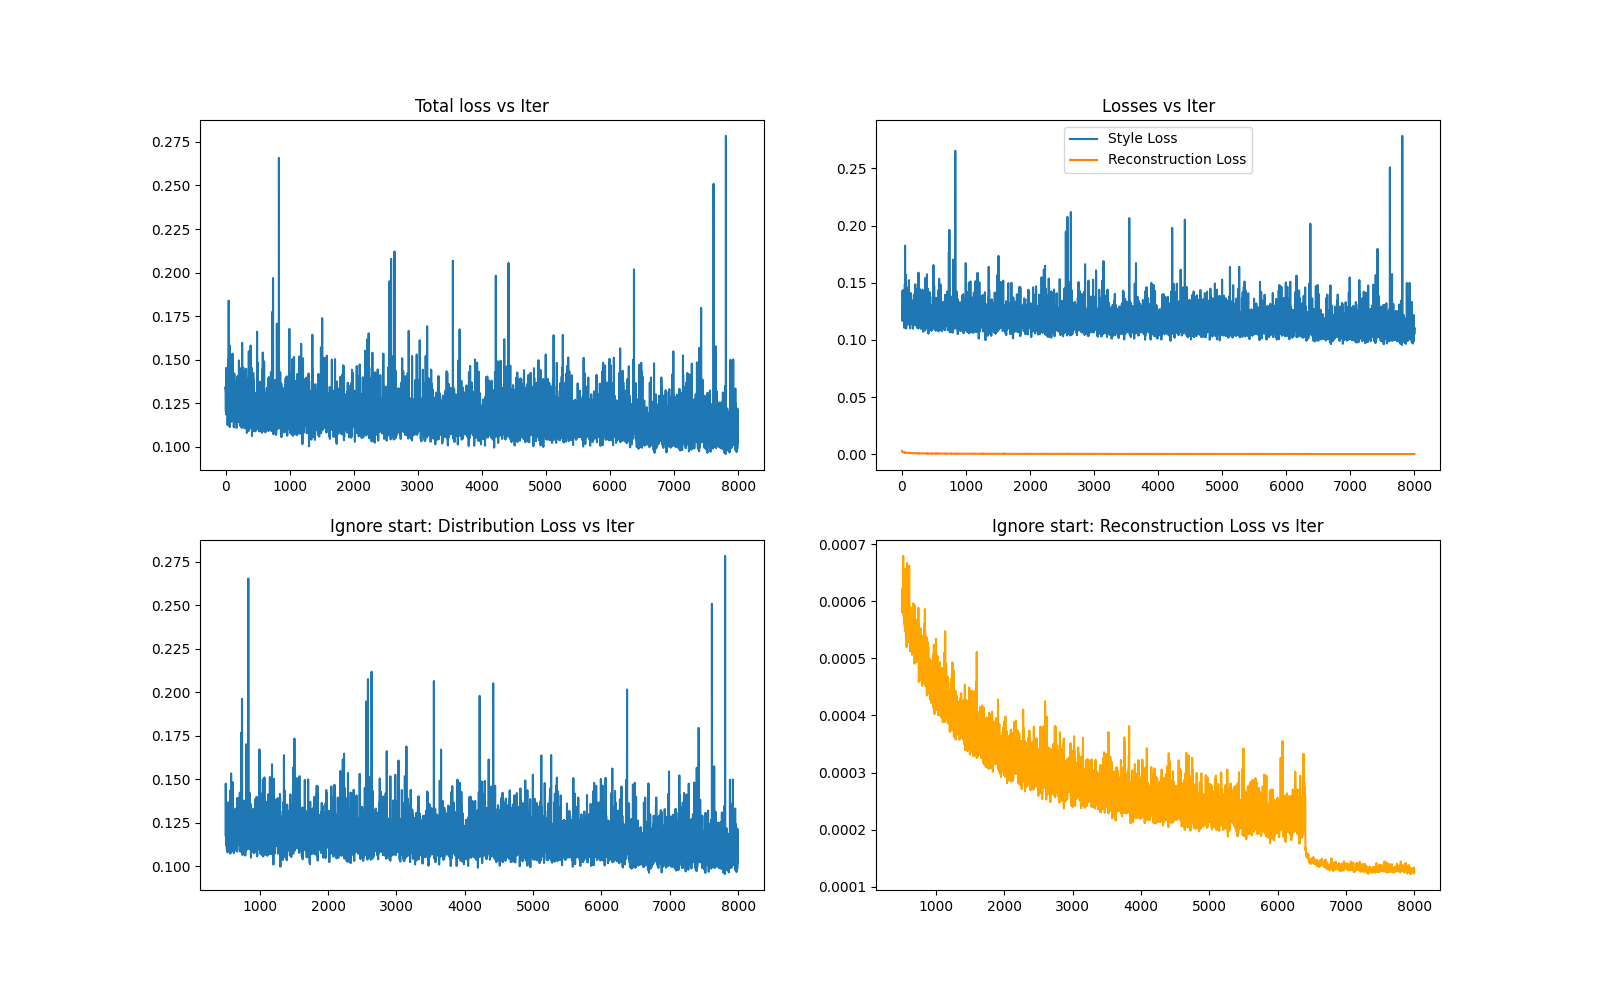 Total loss vs Iter
0.275
0.250
0.225
0.200
0.175
0.150
0.125
0.100
0 1000 2000 3000 4000 5000 6000 7000 8000
Losses vs Iter
Style Loss
Reconstruction Loss
0.25
0.20
0.15
0.10
0.05
0.00
0 1000 2000 3000 4000 5000 6000 7000 8000
Ignore start: Distribution Loss vs Iter
0.275
0.250
0.225
0.200
0.175
0.150
0.125
0.100
1000 2000 3000 4000 5000 6000 7000 8000
Ignore start: Reconstruction Loss vs Iter
0.0007
0.0006
0.0005
0.0004
0.0003
0.0002
0.0001
1000 2000 3000 4000 5000 6000 7000 8000